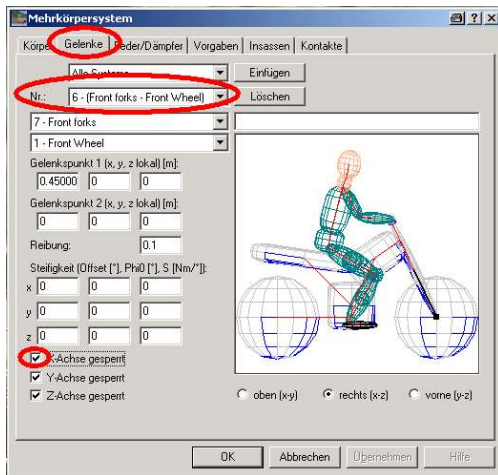 Mehrkörpersystem
Körper Gelenke Feder/Dämpfer Vorgaben Insassen Kontakte
Alle Systeme Einfügen
Nr.: 6 - (Front forks - Front Wheel) Löschen
7 - Front forks
1 - Front Wheel
Gelenkspunkt 1 (x, y, z lokal) [m]:
0.45000 0 0
Gelenkspunkt 2 (x, y, z lokal) [m]:
0 0 0
Reibung: 0.1
Steifigkeit (Offset [°], Phi0 [°], S [Nm/°]):
x 0 0 0
y 0 0 0
z 0 0 0
X-Achse gesperrt
Y-Achse gesperrt
Z-Achse gesperrt
oben (x-y) rechts (x-z) vorne (y-z)
OK Abbrechen Übernehmen Hilfe